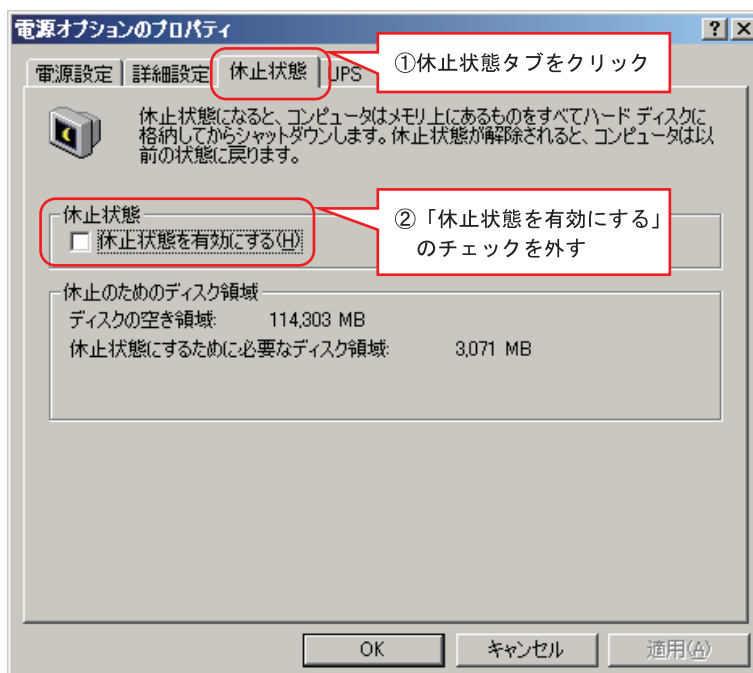 電源オプションのプロパティ
①休止状態タブをクリック
電源設定 詳細設定 休止状態 UPS
休止状態になると、コンピュータはメモリ上にあるものをすべてハード ディスクに
格納してからシャットダウンします。休止状態が解除されると、コンピュータは以
前の状態に戻ります。
休止状態
休止状態を有効にする(H)
②「休止状態を有効にする」
のチェックを外す
休止のためのディスク領域
ディスクの空き領域: 114,303 MB
休止状態にするために必要なディスク領域: 3,071 MB
OK キャンセル 適用(A)